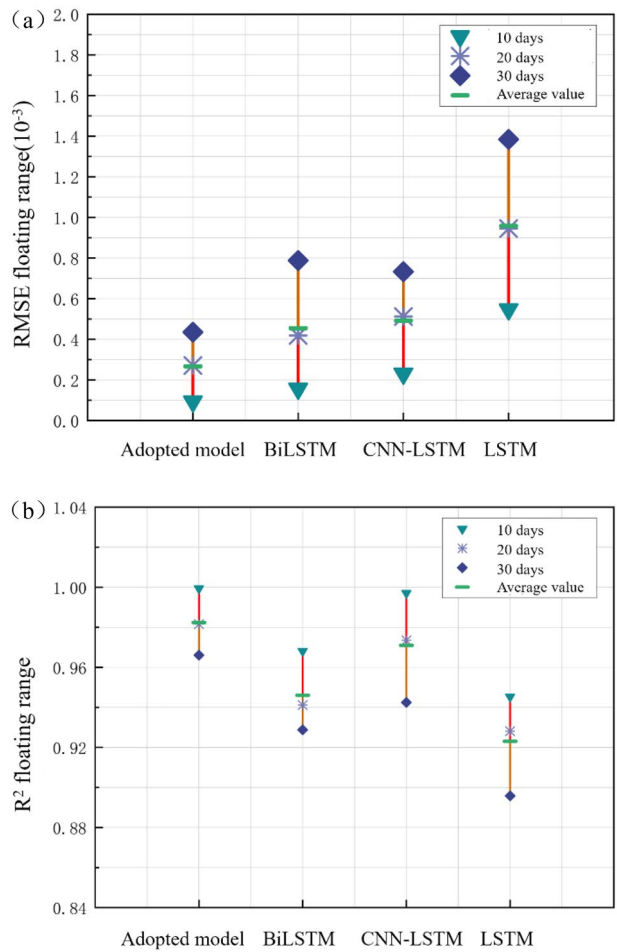 (a)
2.0
1.8
1.6
1.4
1.2
1.0
0.8
0.6
0.4
0.2
0.0
RMSE floating range(10⁻³)
10 days
20 days
30 days
Average value
Adopted model BiLSTM CNN-LSTM LSTM
(b)
1.04
1.00
0.96
0.92
0.88
0.84
R² floating range
10 days
20 days
30 days
Average value
Adopted model BiLSTM CNN-LSTM LSTM